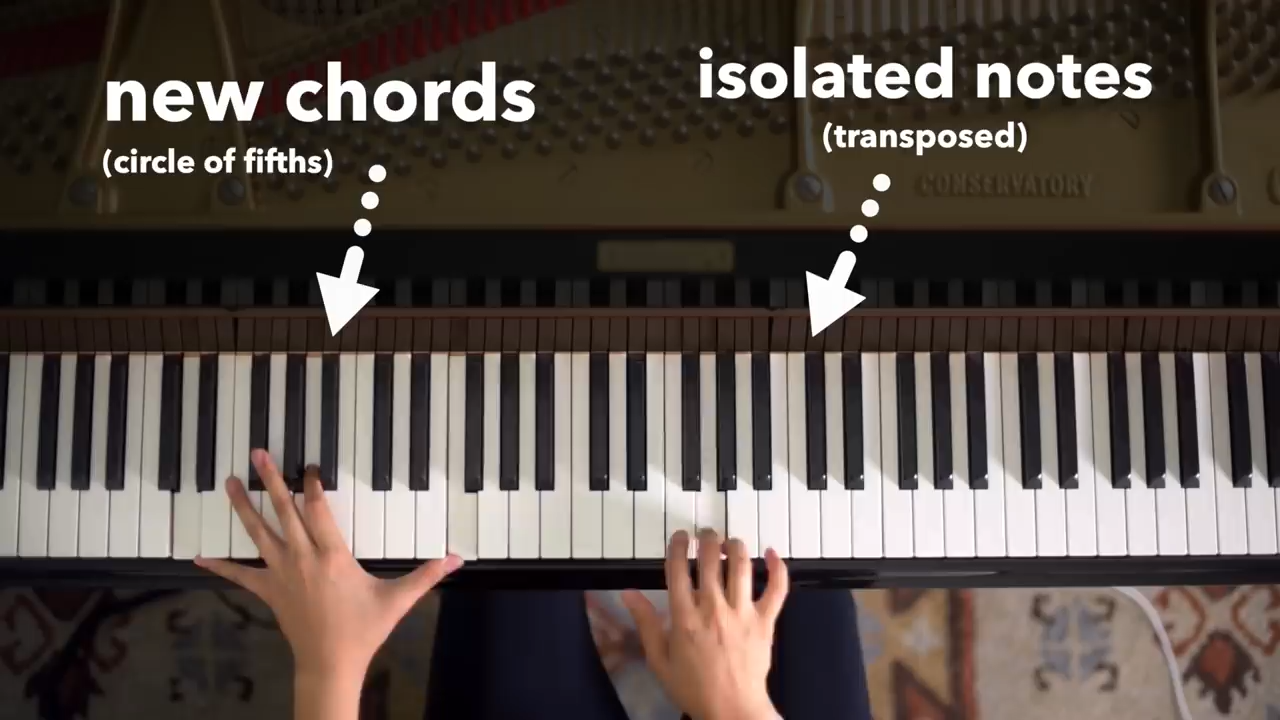 new chords
(circle of fifths)
isolated notes
(transposed)
CONSERVATORY